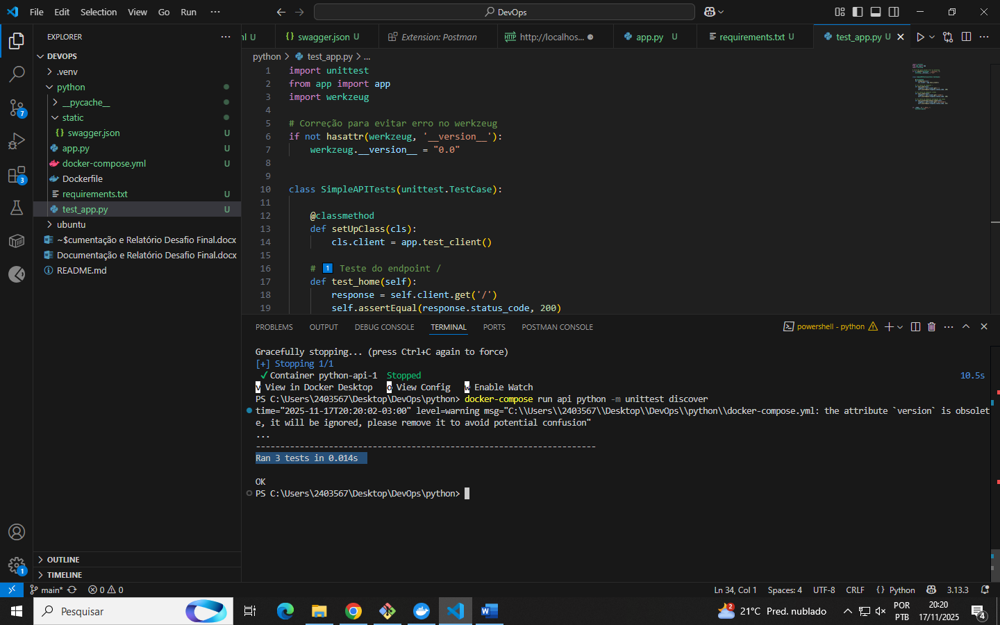 File Edit Selection View Go Run ···
DevOps
EXPLORER ···
DEVOPS
.venv
python
__pycache__
static
{} swagger.json U
app.py U
docker-compose.yml U
Dockerfile
requirements.txt U
test_app.py U
ubuntu
~$cumentação e Relatório Desafio Final.docx
Documentação e Relatório Desafio Final.docx
README.md
OUTLINE
TIMELINE
7
3
1
nl U
{} swagger.json U
Extension: Postman
HTTP http://localhos...
app.py U
requirements.txt U
test_app.py U
python > test_app.py > ...
1 import unittest
2 from app import app
3 import werkzeug
4
5 # Correção para evitar erro no werkzeug
6 if not hasattr(werkzeug, '__version__'):
7 werkzeug.__version__ = "0.0"
8
9
10 class SimpleAPITests(unittest.TestCase):
11
12 @classmethod
13 def setUpClass(cls):
14 cls.client = app.test_client()
15
16 # 1 Teste do endpoint /
17 def test_home(self):
18 response = self.client.get('/')
19 self.assertEqual(response.status_code, 200)
PROBLEMS OUTPUT DEBUG CONSOLE TERMINAL PORTS POSTMAN CONSOLE
powershell - python
Gracefully stopping... (press Ctrl+C again to force)
[+] Stopping 1/1
✓ Container python-api-1 Stopped 10.5s
v View in Docker Desktop o View Config w Enable Watch
PS C:\Users\2403567\Desktop\DevOps\python> docker-compose run api python -m unittest discover
time="2025-11-17T20:20:02-03:00" level=warning msg="C:\\Users\\2403567\\Desktop\\DevOps\\python\\docker-compose.yml: the attribute `version` is obsolet
e, it will be ignored, please remove it to avoid potential confusion"
...
----------------------------------------------------------------------
Ran 3 tests in 0.014s
OK
PS C:\Users\2403567\Desktop\DevOps\python>
main* 0 0 Ln 34, Col 1 Spaces: 4 UTF-8 CRLF {} Python 3.13.3
Pesquisar
2 21°C Pred. nublado
POR
PTB
20:20
17/11/2025
4